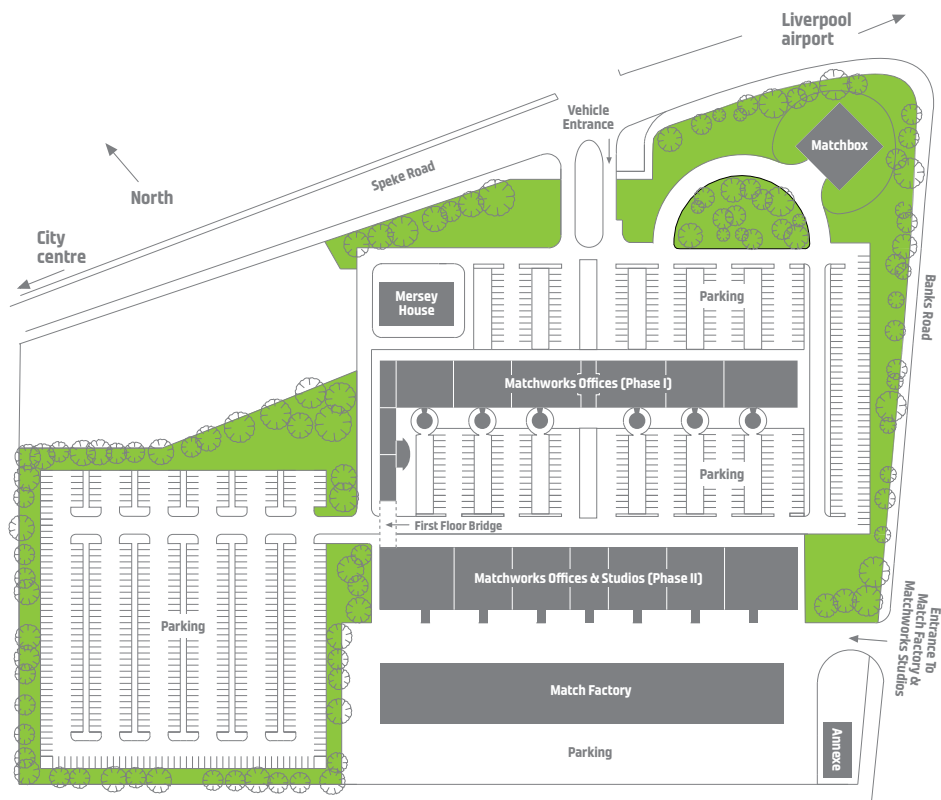 Liverpool
airport
Vehicle
Entrance
Matchbox
Speke Road
North
City
centre
Mersey
House
Parking
Banks Road
Matchworks Offices (Phase I)
Parking
First Floor Bridge
Matchworks Offices & Studios (Phase II)
Parking
Entrance To
Match Factory &
Matchworks Studios
Match Factory
Annexe
Parking